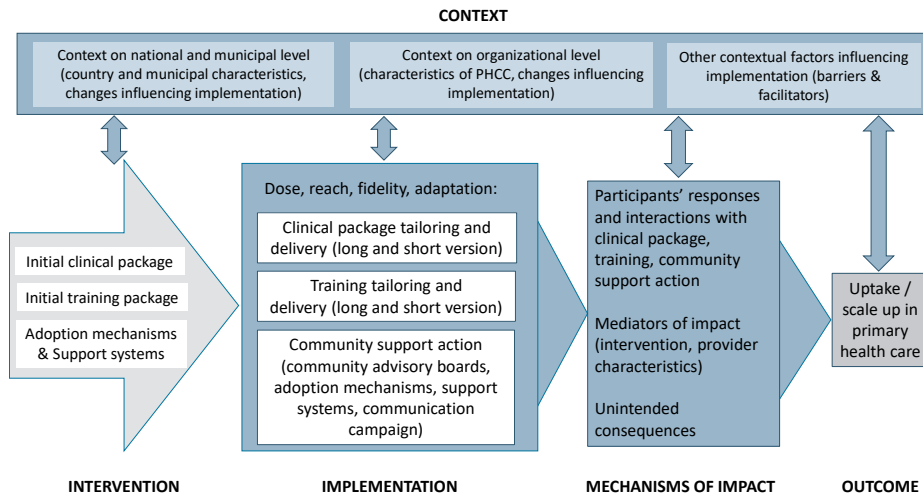 CONTEXT
Context on national and municipal level
(country and municipal characteristics,
changes influencing implementation)
Context on organizational level
(characteristics of PHCC, changes influencing
implementation)
Other contextual factors influencing
implementation (barriers &
facilitators)
Initial clinical package
Initial training package
Adoption mechanisms
& Support systems
Dose, reach, fidelity, adaptation:
Clinical package tailoring and
delivery (long and short version)
Training tailoring and
delivery (long and short version)
Community support action
(community advisory boards,
adoption mechanisms, support
systems, communication
campaign)
Participants’ responses
and interactions with
clinical package,
training, community
support action
Mediators of impact
(intervention, provider
characteristics)
Unintended
consequences
Uptake /
scale up in
primary
health care
INTERVENTION
IMPLEMENTATION
MECHANISMS OF IMPACT
OUTCOME